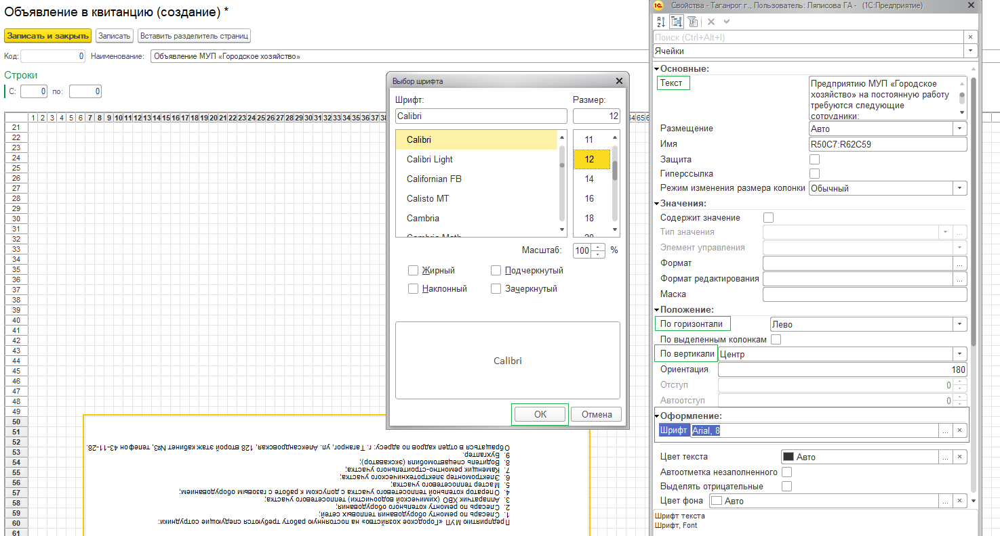 Объявление в квитанцию (создание) *
Записать и закрыть
Записать
Вставить разделитель страниц
Код: 0 Наименование: Объявление МУП «Городское хозяйство»
Строки
С: 0 по: 0
1 2 3 4 5 6 7 8 9 10 11 12 13 14 15 16 17 18 19 20 21 22 23 24 25 26 27 28 29 30 31 32 33 34 35 36 37 38
64 65
21
22
23
24
25
26
27
28
29
30
31
32
33
34
35
36
37
38
39
40
41
42
43
44
45
46
47
48
49
50
51
52
53
54
55
56
57
58
59
60
61
Предприятию МУП «Городское хозяйство» на постоянную работу требуются следующие сотрудники:
1. Слесарь по ремонту оборудования тепловых сетей;
2. Слесарь по ремонту котельного оборудования;
3. Аппаратчик ХВО (химической водоочистки) теплосетевого участка;
4. Оператор котельной теплосетевого участка с допуском к работе с газовым оборудованием;
5. Мастер теплосетевого участка;
6. Электромонтер электротехнического участка;
7. Каменщик ремонтно-строительного участка;
8. Водитель спецавтомобиля (экскаватор);
9. Бухгалтер.
Обращаться в отдел кадров по адресу: г. Таганрог, ул. Александровская, 128 второй этаж кабинет №3, телефон 43-11-28.
Выбор шрифта
Шрифт: Размер:
Calibri 12
Calibri 11
Calibri Light 12
Californian FB 14
Calisto MT 16
Cambria 18
Cambria Math 20
Масштаб: 100 %
Жирный Подчеркнутый
Наклонный Зачеркнутый
Calibri
ОК Отмена
Свойства - Таганрог г., Пользователь: Ляписова ГА - (1С:Предприятие)
Поиск (Ctrl+Alt+I)
Ячейки
Основные:
Текст
Предприятию МУП «Городское
хозяйство» на постоянную работу
требуются следующие
сотрудники:
Размещение Авто
Имя R50C7:R62C59
Защита
Гиперссылка
Режим изменения размера колонки Обычный
Значения:
Содержит значение
Тип значения
Элемент управления
Формат
Формат редактирования
Маска
Положение:
По горизонтали Лево
По выделенным колонкам
По вертикали Центр
Ориентация 180
Отступ 0
Автоотступ 0
Оформление:
Шрифт Arial, 8
Цвет текста Авто
Автоотметка незаполненного
Выделять отрицательные
Цвет фона Авто
Шрифт текста
Шрифт, Font